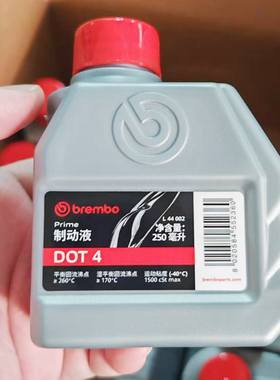 brembo
Prime
制动液
DOT 4
L 44 002
净含量:
250 毫升
平衡回流沸点
≥ 260°C
湿平衡回流沸点
≥ 170°C
运动粘度 (-40°C)
1500 cSt max
bremboparts.com